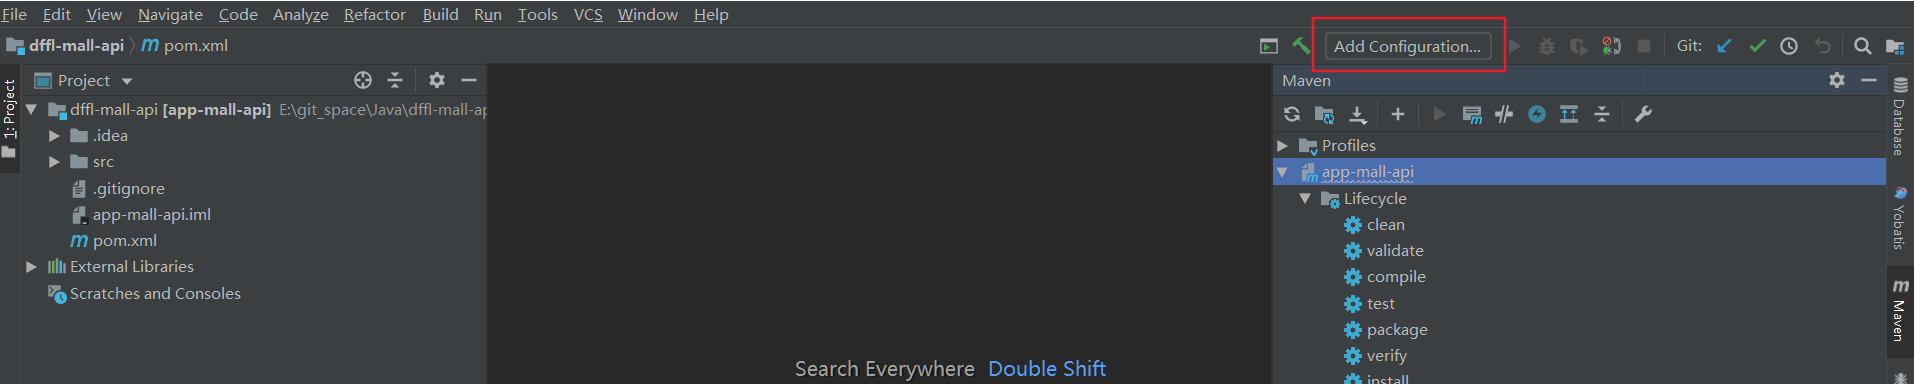 File Edit View Navigate Code Analyze Refactor Build Run Tools VCS Window Help
dffl-mall-api pom.xml
Add Configuration...
Git:
1: Project
Project
dffl-mall-api [app-mall-api] E:\git_space\Java\dffl-mall-ap
.idea
src
.gitignore
app-mall-api.iml
pom.xml
External Libraries
Scratches and Consoles
Search Everywhere Double Shift
Maven
Profiles
app-mall-api
Lifecycle
clean
validate
compile
test
package
verify
install
Database
Yobatis
Maven